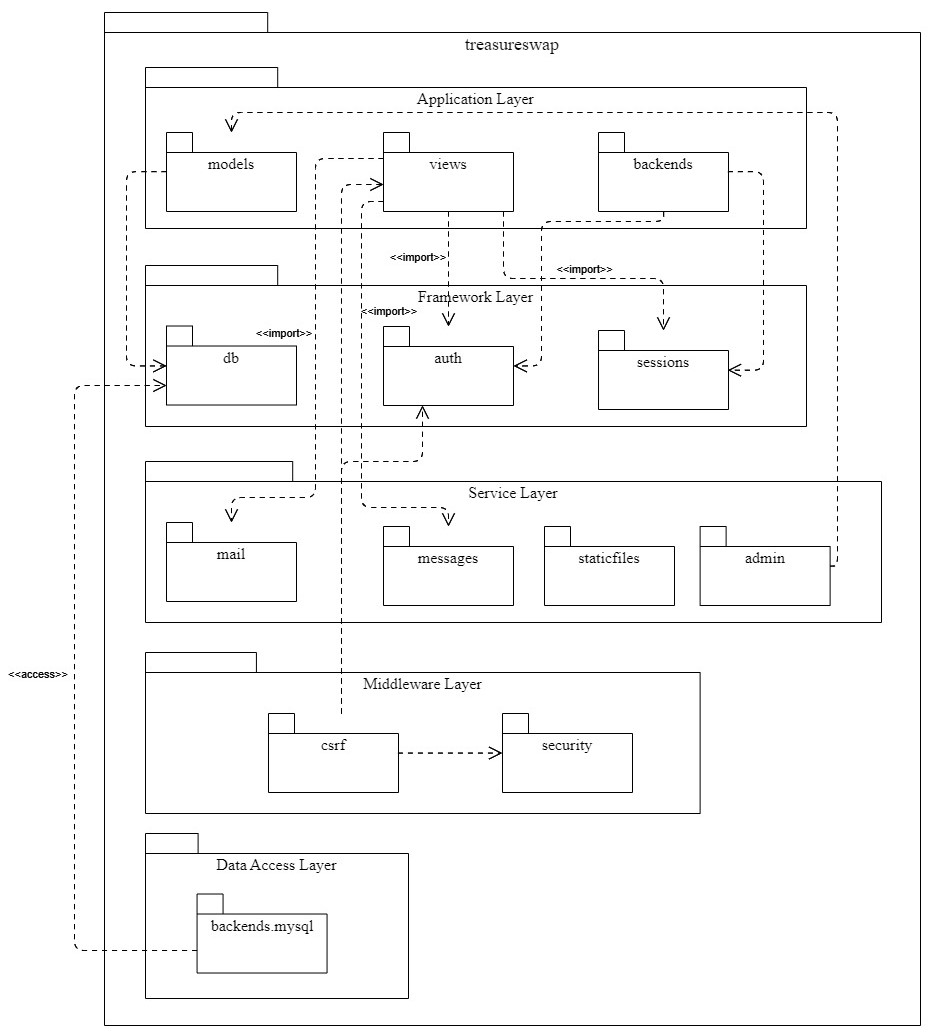 treasureswap
Application Layer
models
views
backends
<<import>>
<<import>>
Framework Layer
<<import>>
<<import>>
db
auth
sessions
Service Layer
mail
messages
staticfiles
admin
<<access>>
Middleware Layer
csrf
security
Data Access Layer
backends.mysql